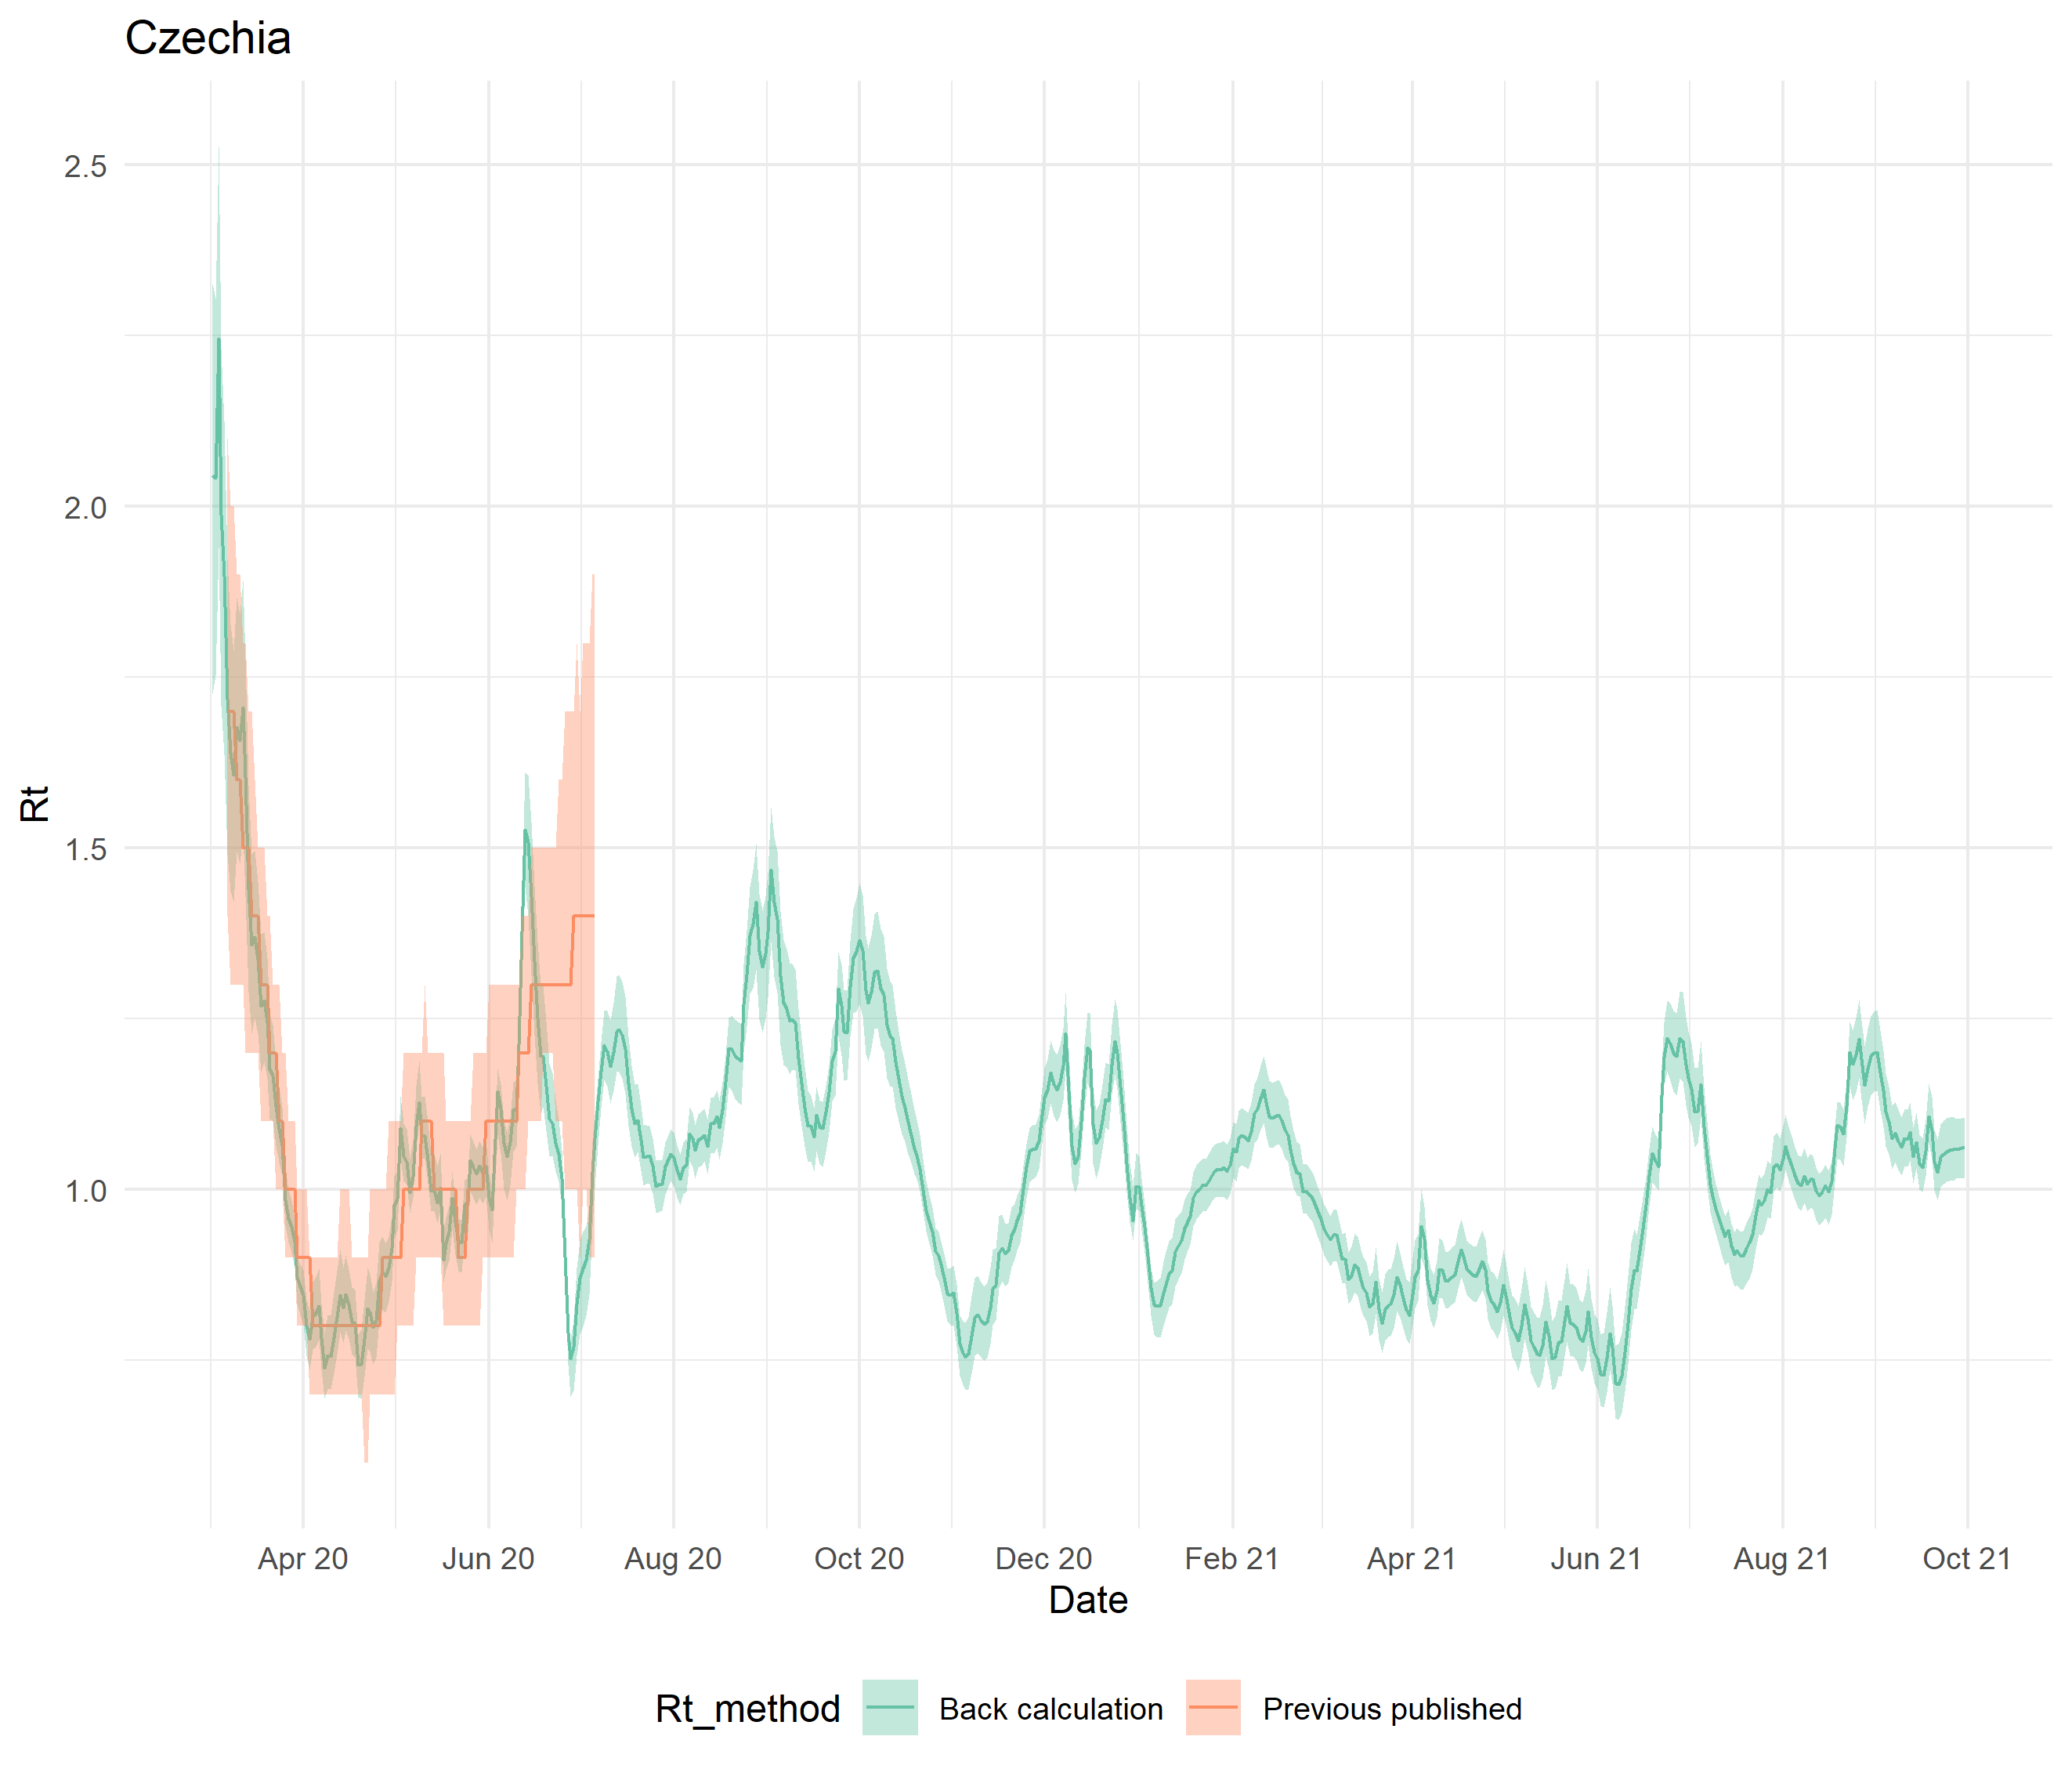 Czechia
2.5
2.0
1.5
1.0
Rt
Apr 20 Jun 20 Aug 20 Oct 20 Dec 20 Feb 21 Apr 21 Jun 21 Aug 21 Oct 21
Date
Rt_method Back calculation Previous published